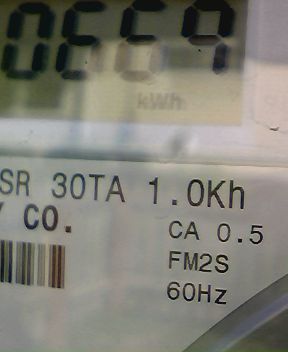 kWh
SR 30TA 1.0Kh
Y CO.
CA 0.5
FM2S
60Hz